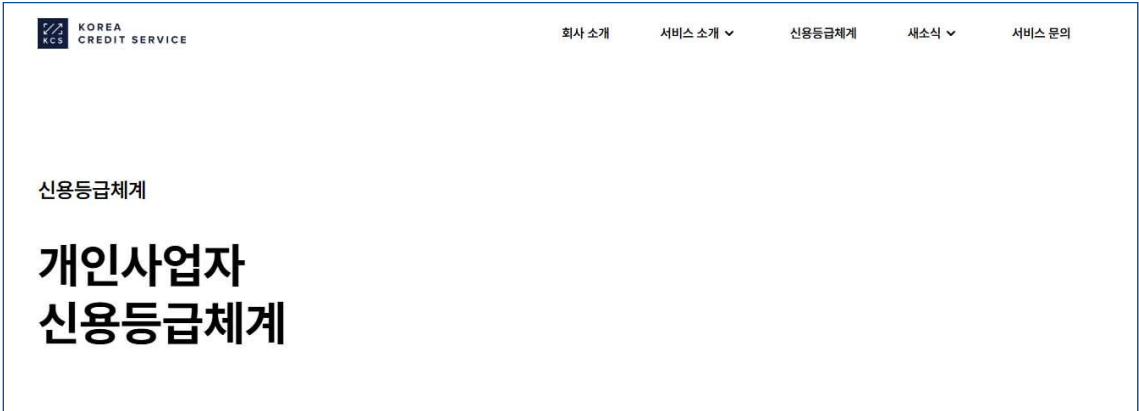 KCS
KOREA
CREDIT SERVICE
회사 소개
서비스 소개
신용등급체계
새소식
서비스 문의
신용등급체계
개인사업자
신용등급체계